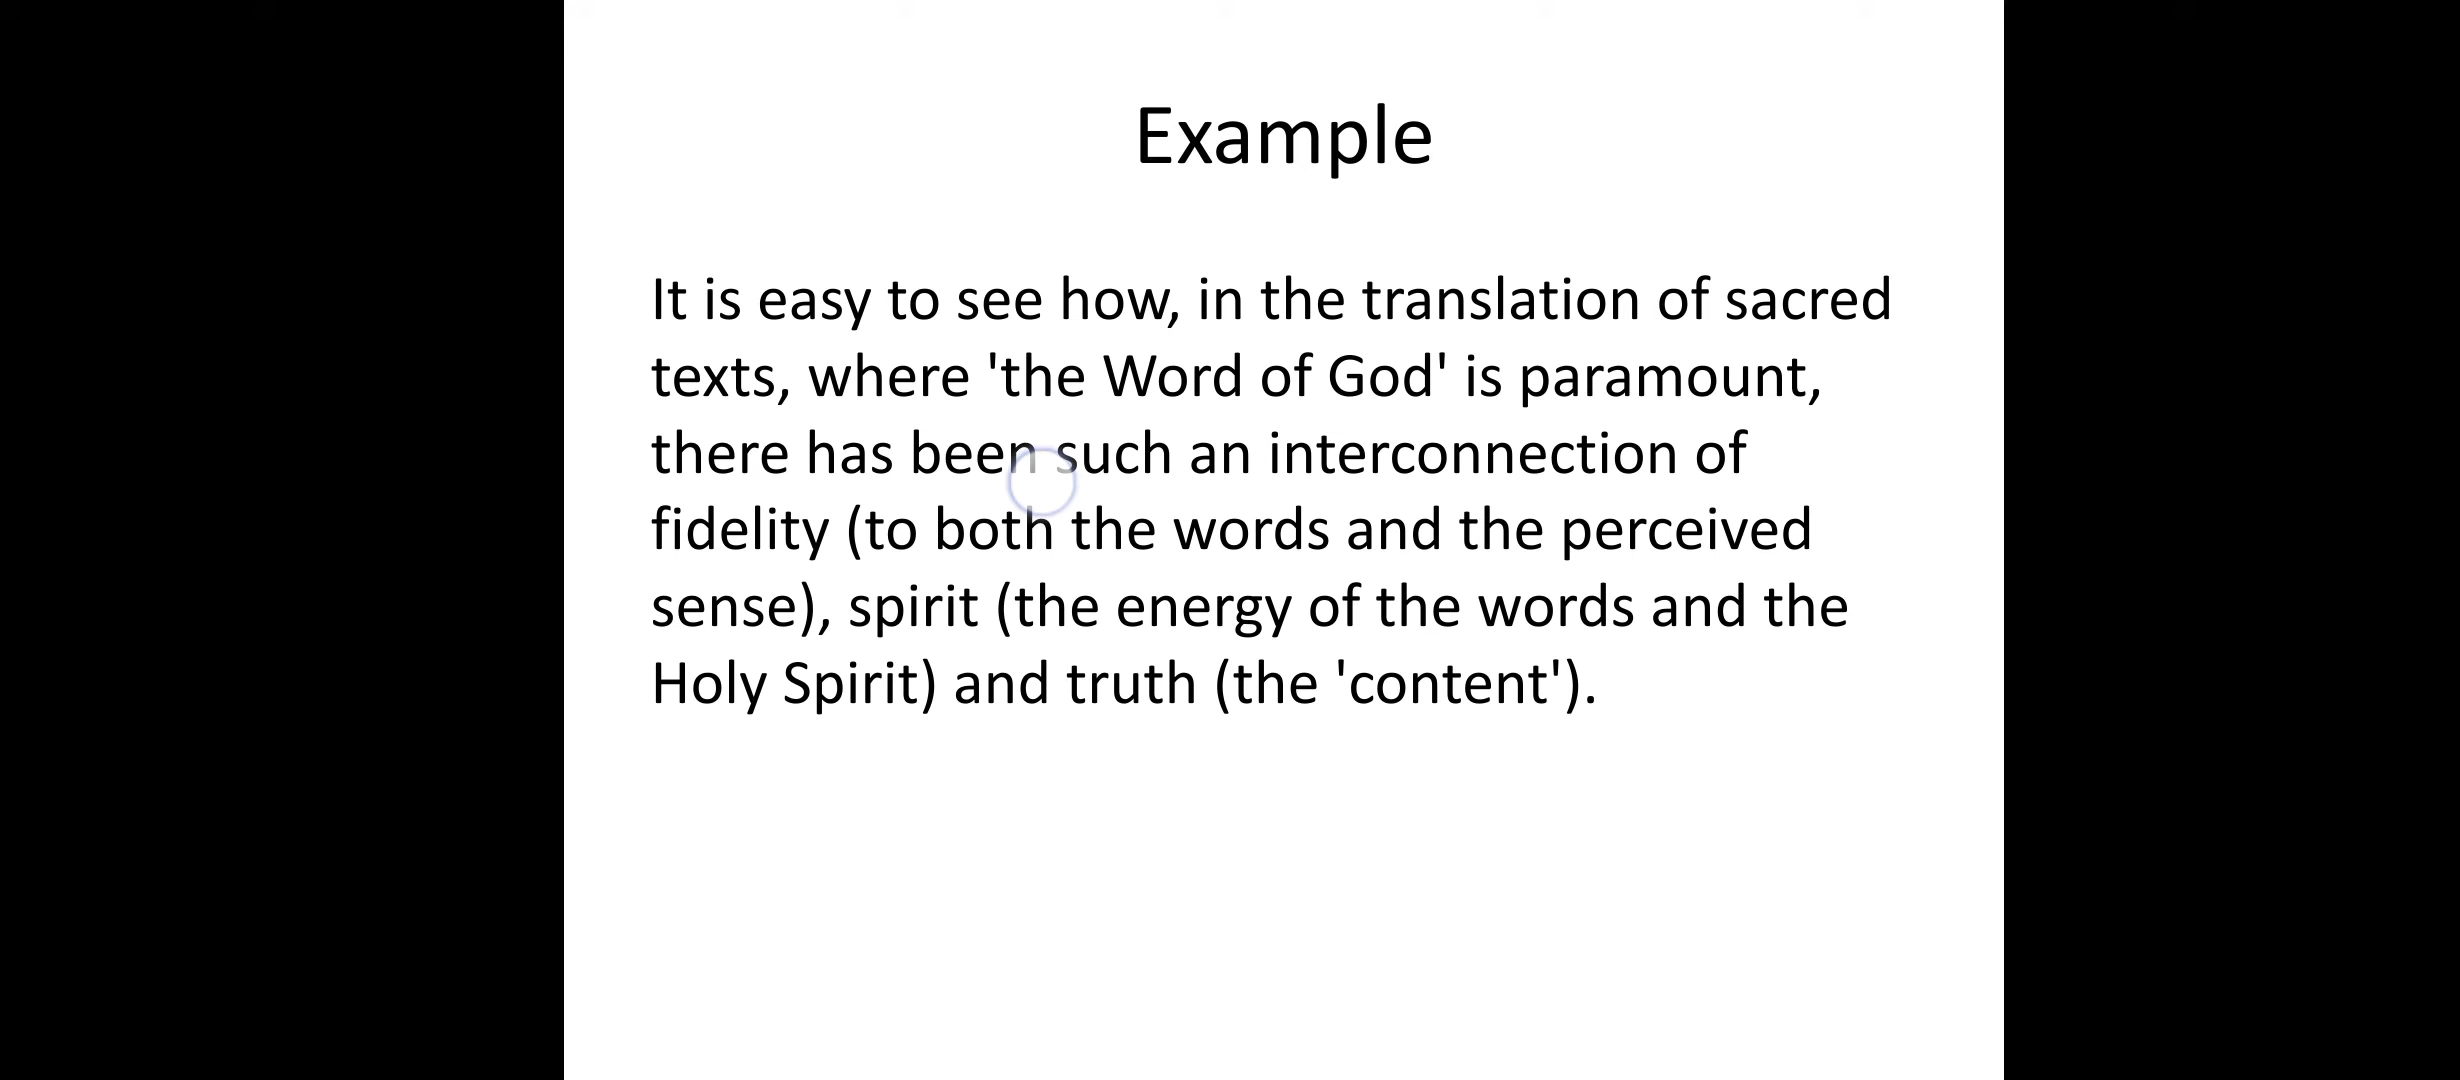 Example
It is easy to see how, in the translation of sacred
texts, where 'the Word of God' is paramount,
there has been such an interconnection of
fidelity (to both the words and the perceived
sense), spirit (the energy of the words and the
Holy Spirit) and truth (the 'content').